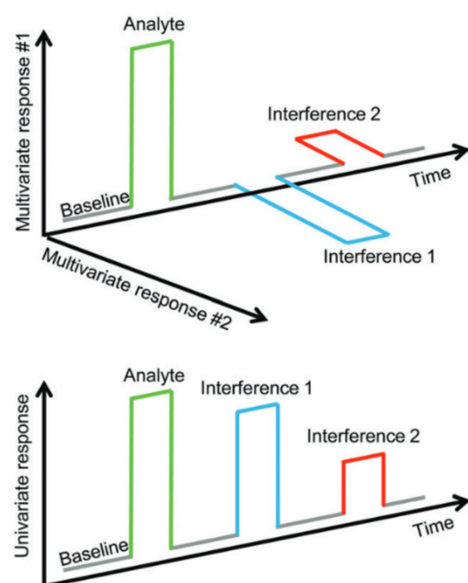 Multivariate response #1
Analyte
Interference 2
Baseline
Time
Interference 1
Multivariate response #2
Univariate response
Analyte
Interference 1
Interference 2
Baseline
Time